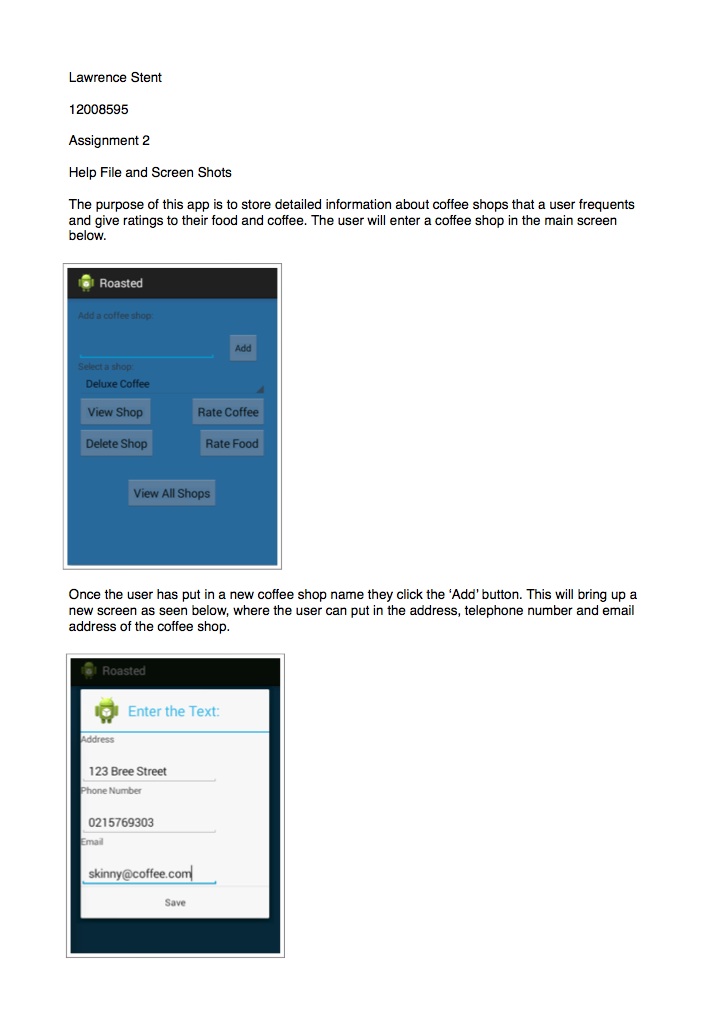 Lawrence Stent
12008595
Assignment 2
Help File and Screen Shots
The purpose of this app is to store detailed information about coffee shops that a user frequents
and give ratings to their food and coffee. The user will enter a coffee shop in the main screen
below.
Roasted
Add a coffee shop:
Add
Select a shop:
Deluxe Coffee
View Shop
Rate Coffee
Delete Shop
Rate Food
View All Shops
Once the user has put in a new coffee shop name they click the ‘Add’ button. This will bring up a
new screen as seen below, where the user can put in the address, telephone number and email
address of the coffee shop.
Roasted
Enter the Text:
Address
123 Bree Street
Phone Number
0215769303
Email
skinny@coffee.com
Save